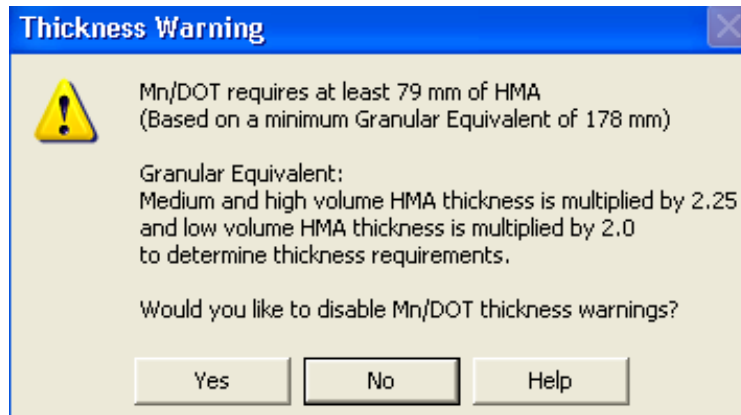 Thickness Warning
Mn/DOT requires at least 79 mm of HMA
(Based on a minimum Granular Equivalent of 178 mm)
Granular Equivalent:
Medium and high volume HMA thickness is multiplied by 2.25
and low volume HMA thickness is multiplied by 2.0
to determine thickness requirements.
Would you like to disable Mn/DOT thickness warnings?
Yes No Help